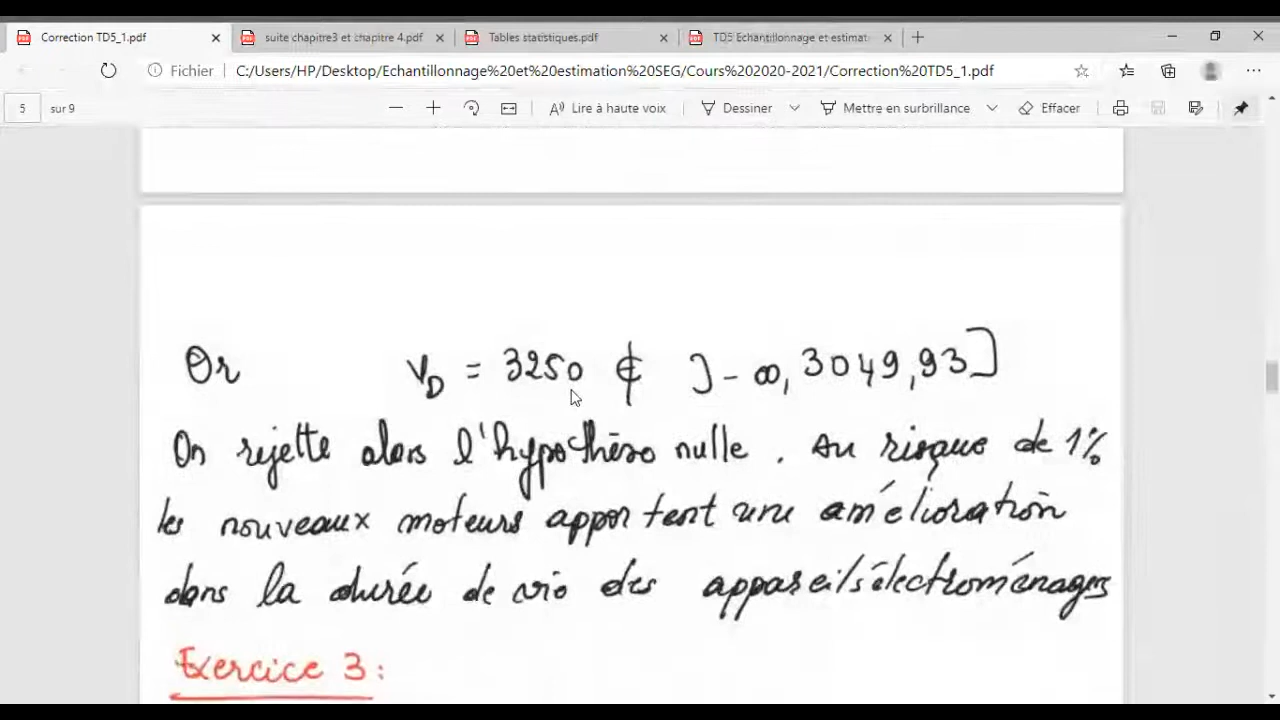 Correction TD5_1.pdf
suite chapitre3 et chapitre 4.pdf
Tables statistiques.pdf
TD5 Echantillonnage et estimat
Fichier C:/Users/HP/Desktop/Echantillonnage%20et%20estimation%20SEG/Cours%202020-2021/Correction%20TD5_1.pdf
5 sur 9 Lire à haute voix Dessiner Mettre en surbrillance Effacer
Or V_D = 3250 ∉ ]-∞, 3049,93]
On rejette alors l'hypothèse nulle. Au risque de 1%
les nouveaux moteurs apportent une amélioration
dans la durée de vie des appareils électroménages
Exercice 3: